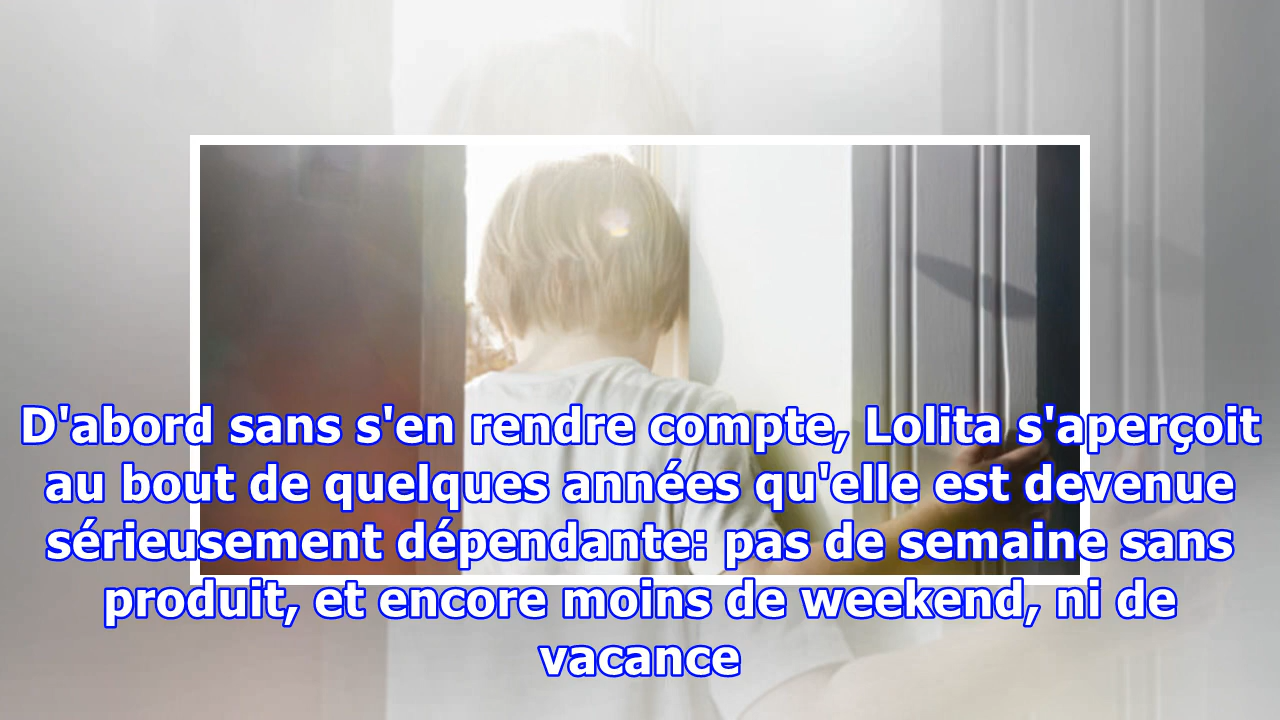 D'abord sans s'en rendre compte, Lolita s'aperçoit
au bout de quelques années qu'elle est devenue
sérieusement dépendante: pas de semaine sans
produit, et encore moins de weekend, ni de
vacance